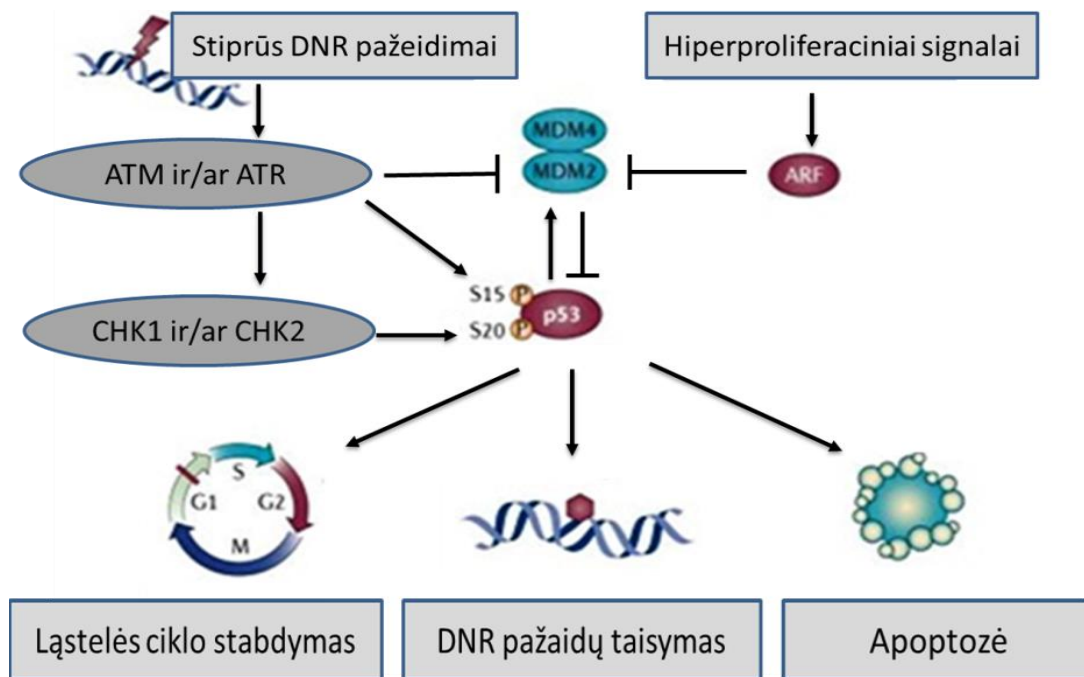 Stiprūs DNR pažeidimai
Hiperproliferaciniai signalai
MDM4
MDM2
ATM ir/ar ATR
ARF
S15 P
p53
S20 P
CHK1 ir/ar CHK2
S
G1
G2
M
Ląstelės ciklo stabdymas
DNR pažaidų taisymas
Apoptozė